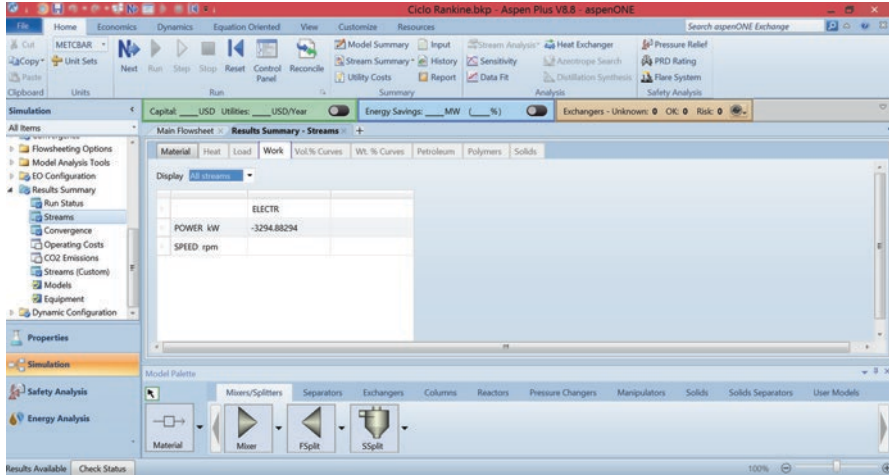 Ciclo Rankine.bkp - Aspen Plus V8.8 - aspenONE
File Home Economics Dynamics Equation Oriented View Customize Resources Search aspenONE Exchange
Cut METCBAR Model Summary Input Stream Analysis Heat Exchanger Pressure Relief
Copy Unit Sets Next Run Step Stop Reset Control Panel Reconcile Stream Summary History Sensitivity Azeotrope Search PRD Rating
Paste Utility Costs Report Data Fit Distillation Synthesis Flare System
Clipboard Units Run Summary Analysis Safety Analysis
Simulation Capital: ____USD Utilities: ____USD/Year Energy Savings: ____MW (____%) Exchangers - Unknown: 0 OK: 0 Risk: 0
All Items Main Flowsheet Results Summary - Streams +
Convergence
Flowsheeting Options
Model Analysis Tools
EO Configuration
Results Summary
Run Status
Streams
Convergence
Operating Costs
CO2 Emissions
Streams (Custom)
Models
Equipment
Dynamic Configuration
Properties
Simulation
Safety Analysis
Energy Analysis
Material Heat Load Work Vol.% Curves Wt. % Curves Petroleum Polymers Solids
Display All streams
ELECTR
POWER kW -3294.88294
SPEED rpm
Model Palette
Mixers/Splitters Separators Exchangers Columns Reactors Pressure Changers Manipulators Solids Solids Separators User Models
Material Mixer FSplit SSplit
Results Available Check Status 100%